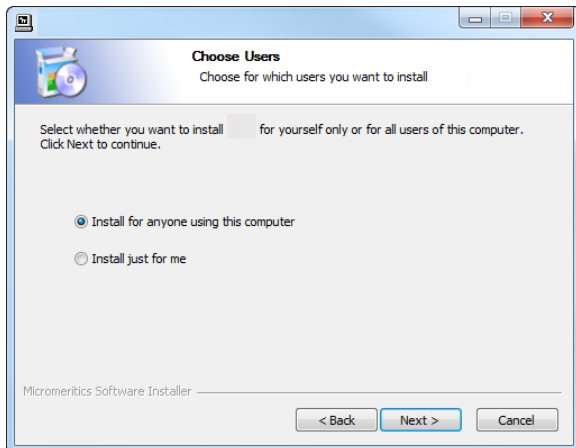 Choose Users
Choose for which users you want to install
Select whether you want to install for yourself only or for all users of this computer.
Click Next to continue.
Install for anyone using this computer
Install just for me
Micromeritics Software Installer
< Back Next > Cancel